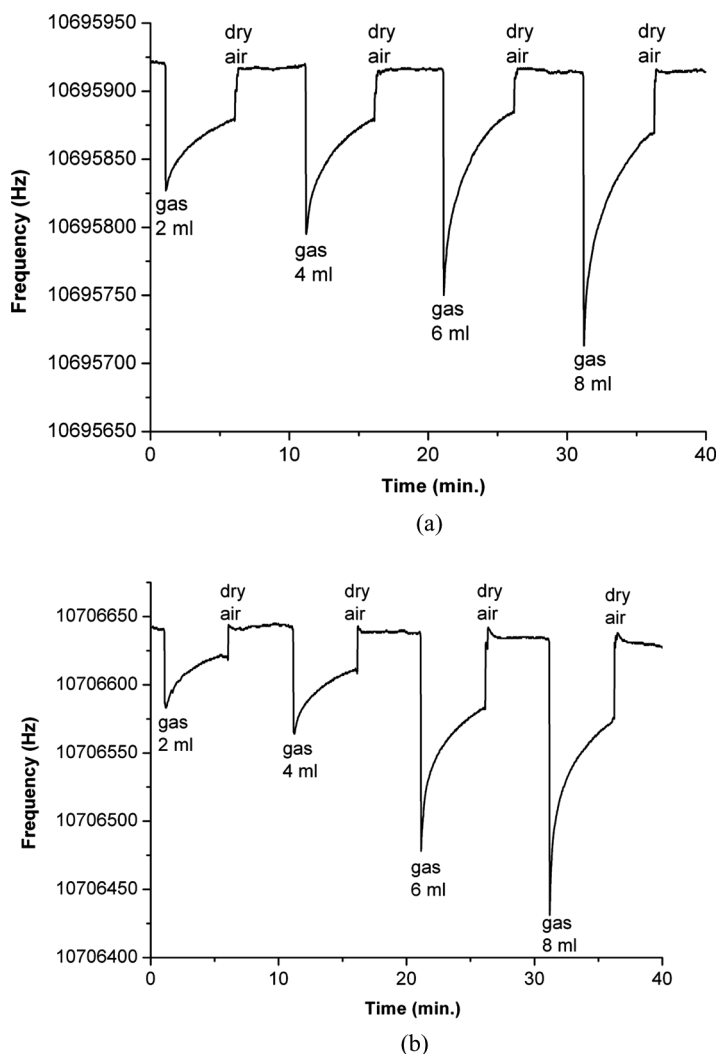 10695950
10695900
10695850
10695800
10695750
10695700
10695650
Frequency (Hz)
dry
air
dry
air
dry
air
dry
air
gas
2 ml
gas
4 ml
gas
6 ml
gas
8 ml
0
10
20
30
40
Time (min.)
(a)
10706650
10706600
10706550
10706500
10706450
10706400
Frequency (Hz)
dry
air
dry
air
dry
air
dry
air
gas
2 ml
gas
4 ml
gas
6 ml
gas
8 ml
0
10
20
30
40
Time (min.)
(b)